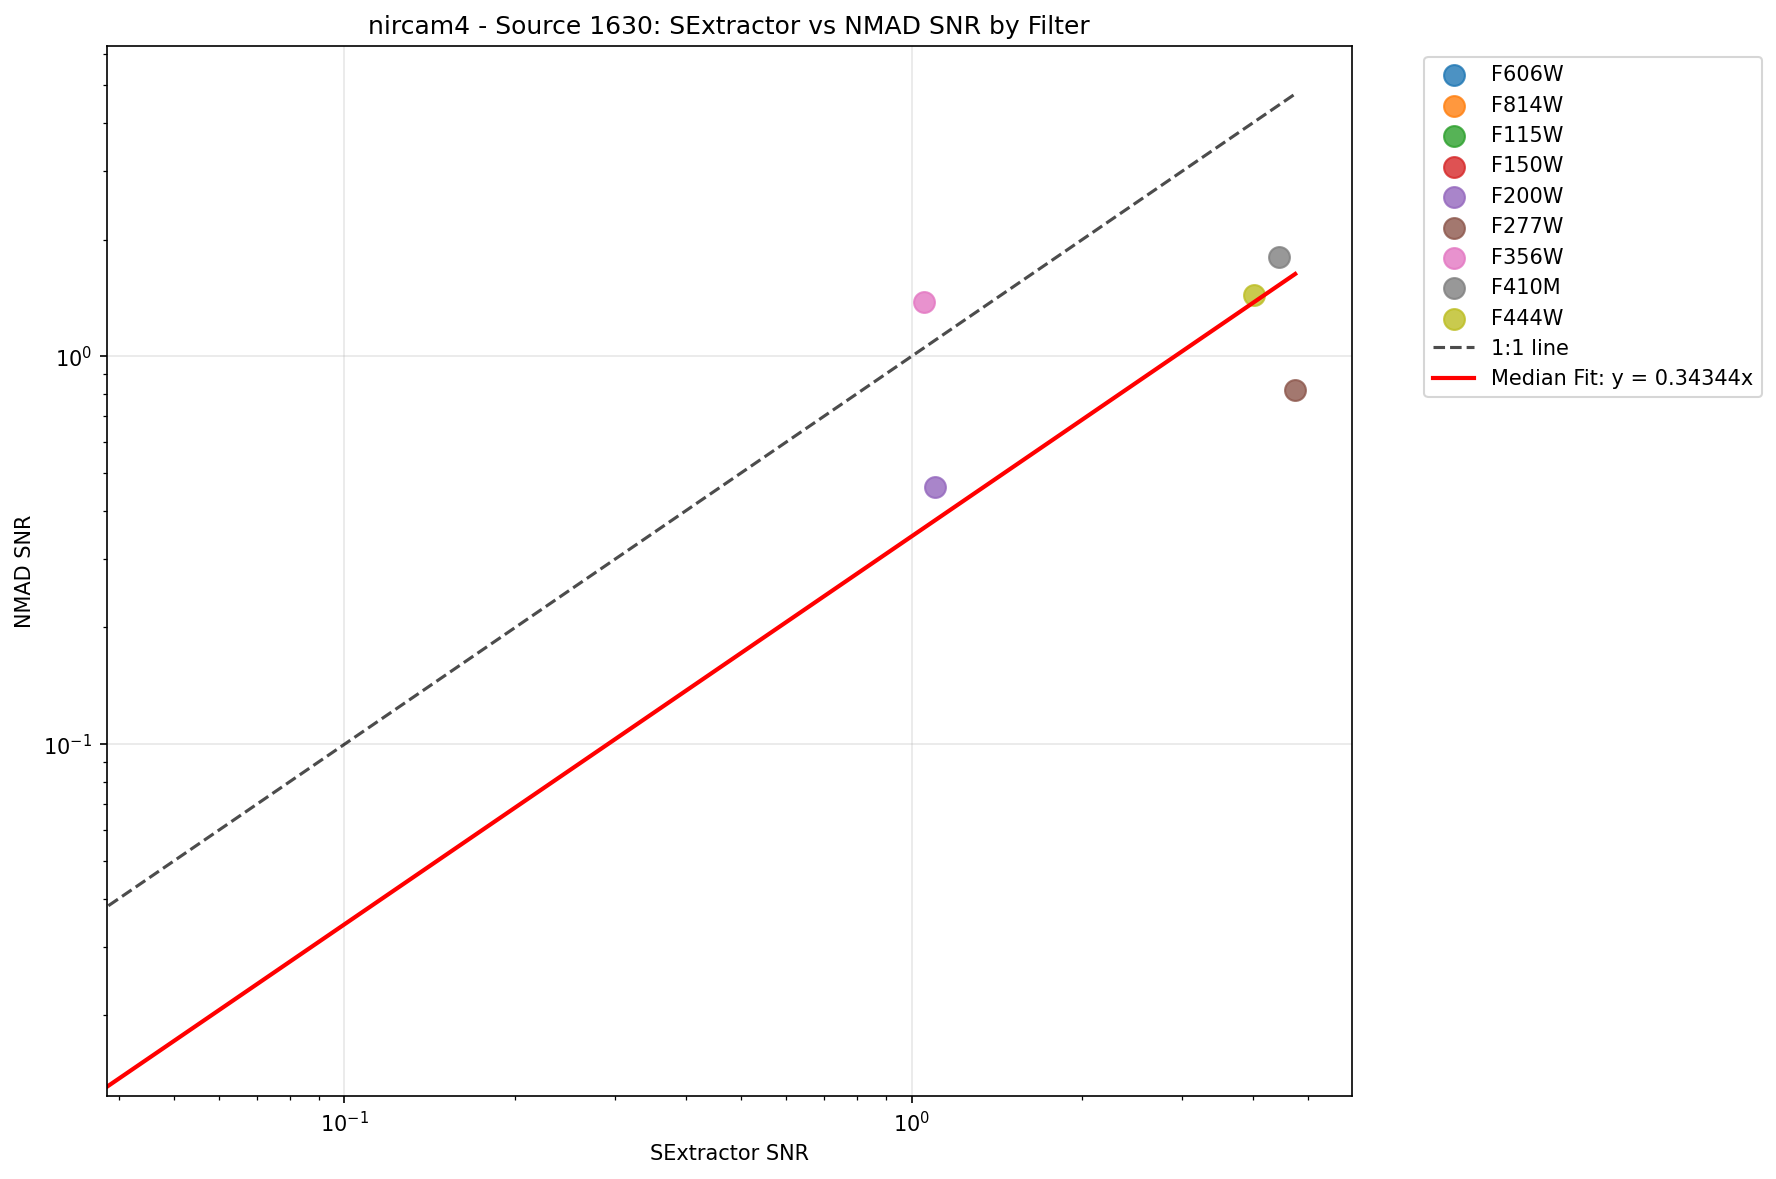 nircam4 - Source 1630: SExtractor vs NMAD SNR by Filter
F606W
F814W
F115W
F150W
F200W
F277W
F356W
F410M
F444W
1:1 line
Median Fit: y = 0.34344x
NMAD SNR
10⁰
10⁻¹
10⁻¹
10⁰
SExtractor SNR